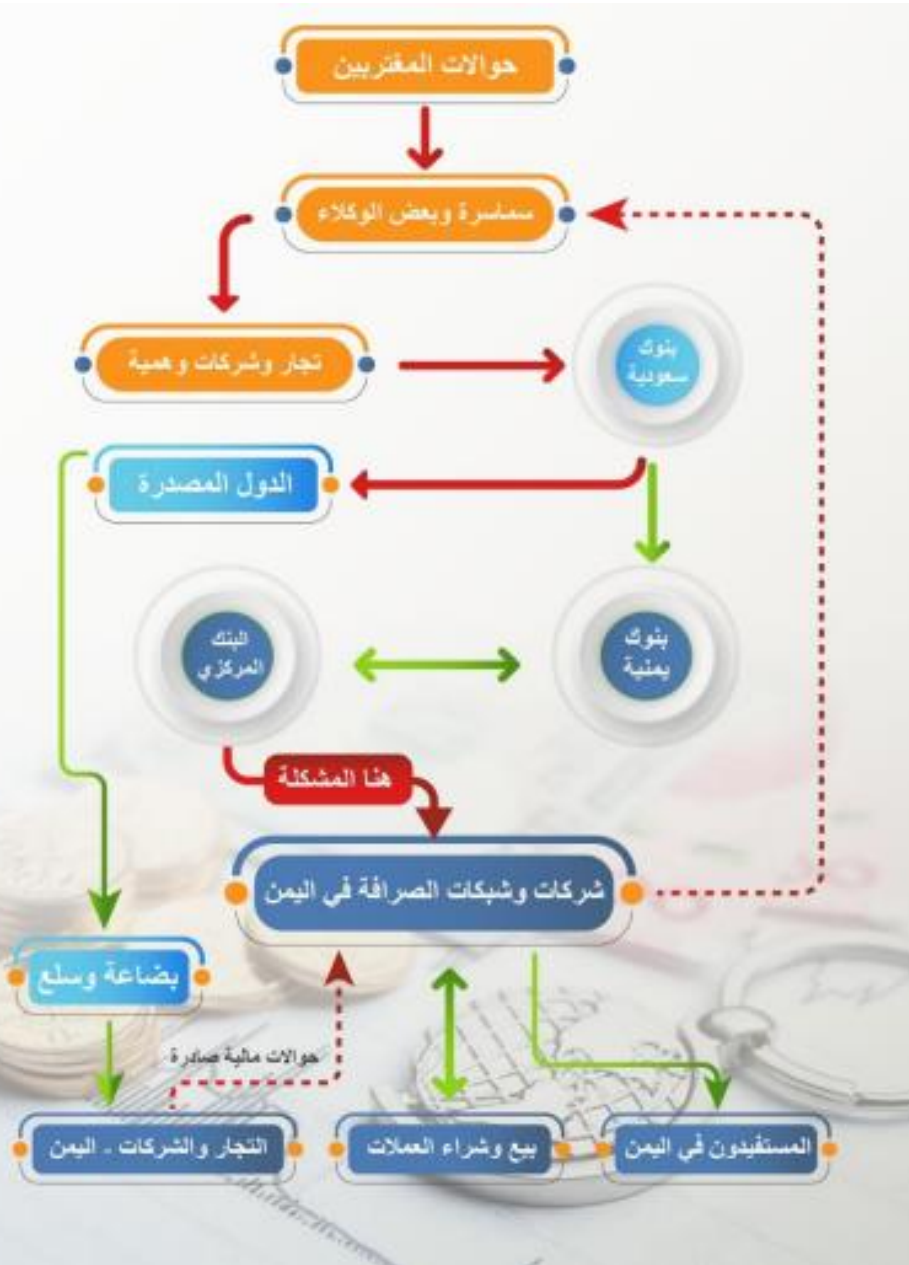 حوالات المغتربين
سماسرة وبعض الوكلاء
تجار وشركات وهمية
بنوك
سعودية
الدول المصدرة
البنك
المركزي
بنوك
يمنية
هنا المشكلة
شركات وشبكات الصرافة في اليمن
بضاعة وسلع
حوالات مالية صادرة
التجار والشركات - اليمن
بيع وشراء العملات
المستفيدون في اليمن